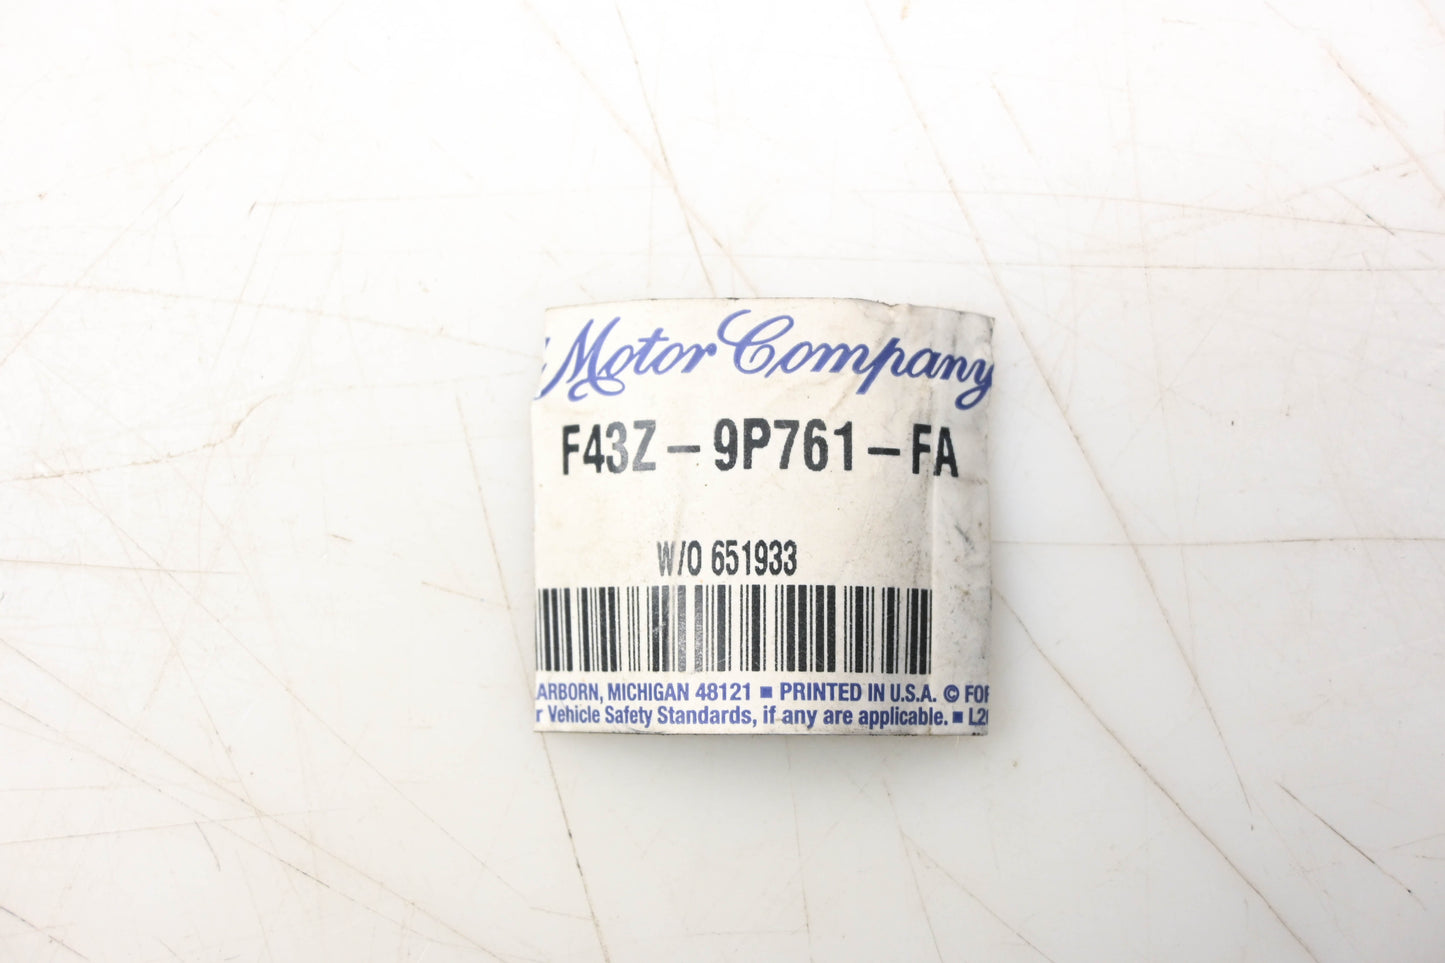 Motor Company
F43Z-9P761-FA
W/O 651933
ARBORN, MICHIGAN 48121 ■ PRINTED IN U.S.A. © FOR
r Vehicle Safety Standards, if any are applicable. ■ L2